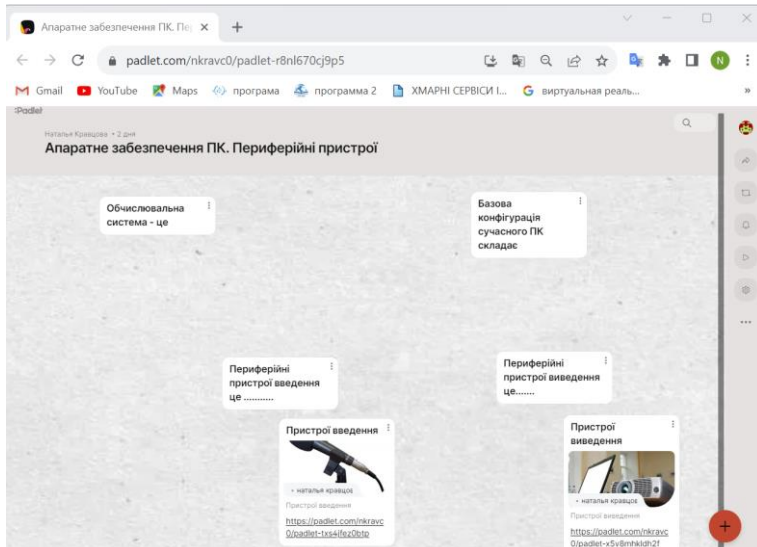 Апаратне забезпечення ПК. Пе
padlet.com/nkravc0/padlet-r8nl670cj9p5
Gmail YouTube Maps програма программа 2 ХМАРНІ СЕРВІСИ І... виртуальная реаль... »
:Padlet
Наталья Кравцова • 2 дня
Апаратне забезпечення ПК. Периферійні пристрої
Обчислювальна
система - це
Базова
конфігурація
сучасного ПК
складає
Периферійні
пристрої введення
це ...........
Периферійні
пристрої виведення
це.......
Пристрої введення
• наталья кравцов
Пристрої введення
https://padlet.com/nkravc
0/padlet-txs4jfez0btp
Пристрої
виведення
• наталья кравцов
Пристрої виведення
https://padlet.com/nkravc
0/padlet-x5v8mhkldh2f
N